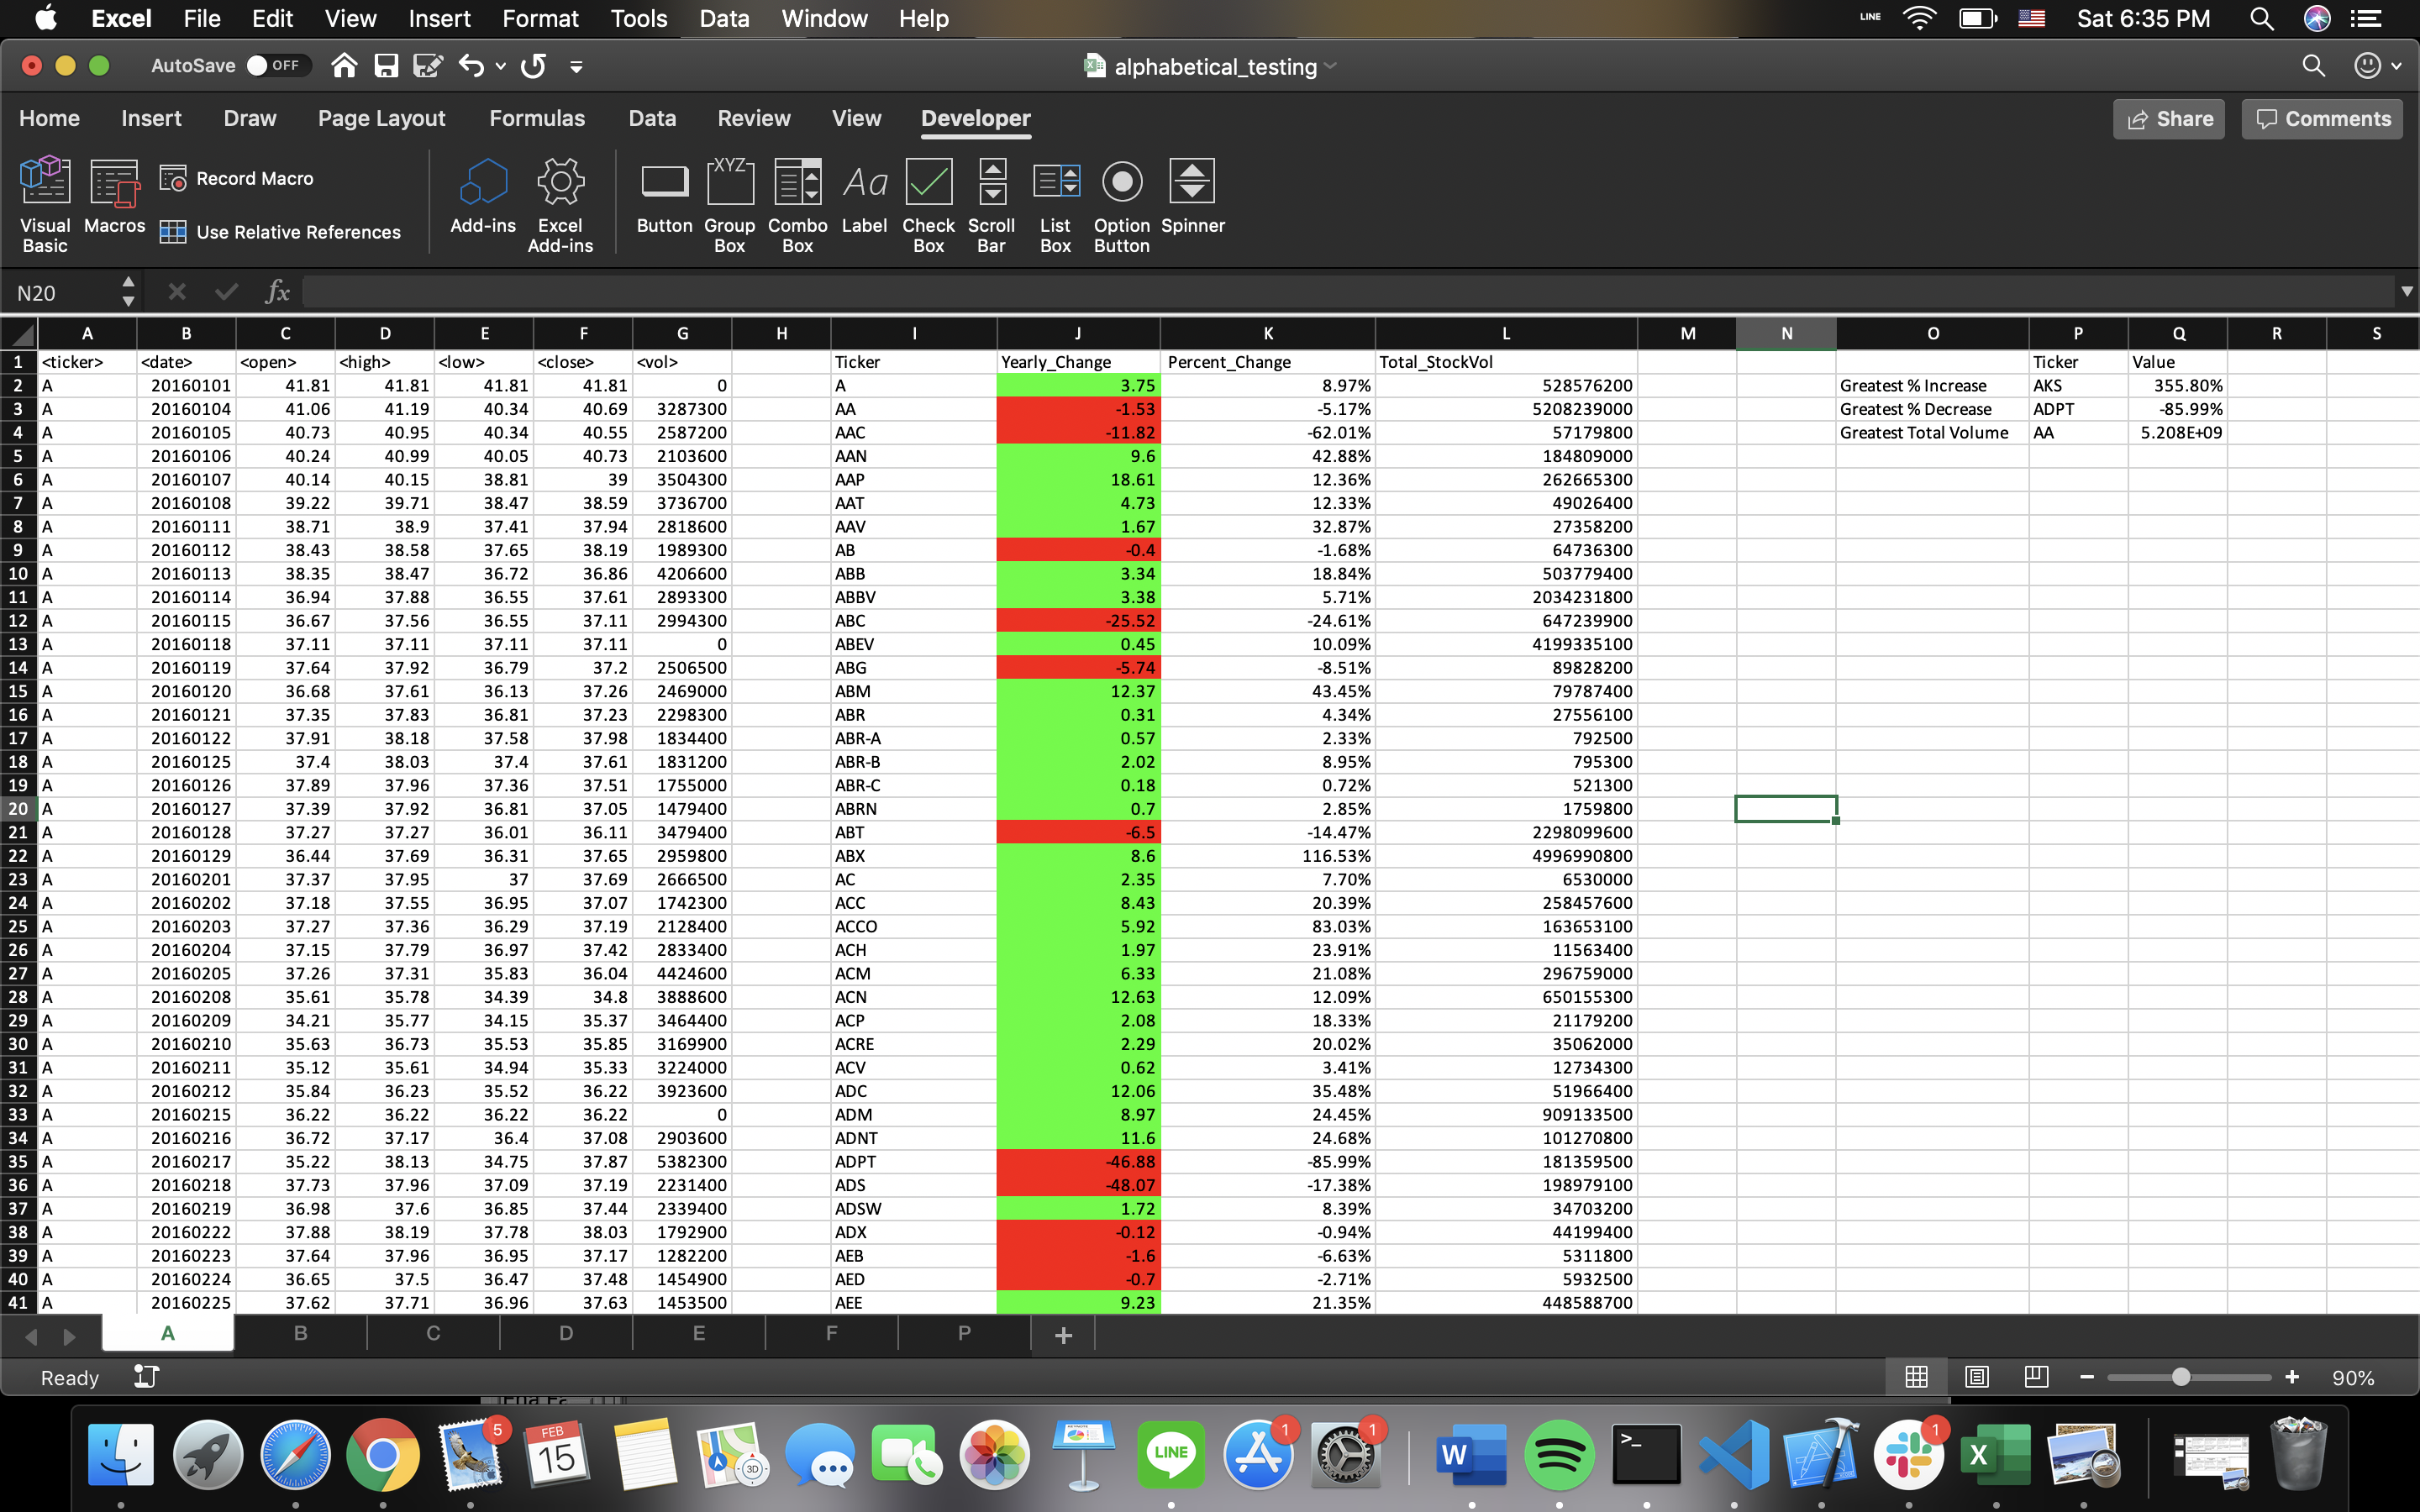 Excel File Edit View Insert Format Tools Data Window Help LINE Sat 6:35 PM
AutoSave OFF alphabetical_testing
Home Insert Draw Page Layout Formulas Data Review View Developer Share Comments
Visual Basic Macros Record Macro Use Relative References Add-ins Excel Add-ins Button XYZ Group Box Combo Box Aa Label Check Box Scroll Bar List Box Option Button Spinner
N20 fx
A B C D E F G H I J K L M N O P Q R S
1 <ticker> <date> <open> <high> <low> <close> <vol> Ticker Yearly_Change Percent_Change Total_StockVol Ticker Value
2 A 20160101 41.81 41.81 41.81 41.81 0 A 3.75 8.97% 528576200 Greatest % Increase AKS 355.80%
3 A 20160104 41.06 41.19 40.34 40.69 3287300 AA -1.53 -5.17% 5208239000 Greatest % Decrease ADPT -85.99%
4 A 20160105 40.73 40.95 40.34 40.55 2587200 AAC -11.82 -62.01% 57179800 Greatest Total Volume AA 5.208E+09
5 A 20160106 40.24 40.99 40.05 40.73 2103600 AAN 9.6 42.88% 184809000
6 A 20160107 40.14 40.15 38.81 39 3504300 AAP 18.61 12.36% 262665300
7 A 20160108 39.22 39.71 38.47 38.59 3736700 AAT 4.73 12.33% 49026400
8 A 20160111 38.71 38.9 37.41 37.94 2818600 AAV 1.67 32.87% 27358200
9 A 20160112 38.43 38.58 37.65 38.19 1989300 AB -0.4 -1.68% 64736300
10 A 20160113 38.35 38.47 36.72 36.86 4206600 ABB 3.34 18.84% 503779400
11 A 20160114 36.94 37.88 36.55 37.61 2893300 ABBV 3.38 5.71% 2034231800
12 A 20160115 36.67 37.56 36.55 37.11 2994300 ABC -25.52 -24.61% 647239900
13 A 20160118 37.11 37.11 37.11 37.11 0 ABEV 0.45 10.09% 4199335100
14 A 20160119 37.64 37.92 36.79 37.2 2506500 ABG -5.74 -8.51% 89828200
15 A 20160120 36.68 37.61 36.13 37.26 2469000 ABM 12.37 43.45% 79787400
16 A 20160121 37.35 37.83 36.81 37.23 2298300 ABR 0.31 4.34% 27556100
17 A 20160122 37.91 38.18 37.58 37.98 1834400 ABR-A 0.57 2.33% 792500
18 A 20160125 37.4 38.03 37.4 37.61 1831200 ABR-B 2.02 8.95% 795300
19 A 20160126 37.89 37.96 37.36 37.51 1755000 ABR-C 0.18 0.72% 521300
20 A 20160127 37.39 37.92 36.81 37.05 1479400 ABRN 0.7 2.85% 1759800
21 A 20160128 37.27 37.27 36.01 36.11 3479400 ABT -6.5 -14.47% 2298099600
22 A 20160129 36.44 37.69 36.31 37.65 2959800 ABX 8.6 116.53% 4996990800
23 A 20160201 37.37 37.95 37 37.69 2666500 AC 2.35 7.70% 6530000
24 A 20160202 37.18 37.55 36.95 37.07 1742300 ACC 8.43 20.39% 258457600
25 A 20160203 37.27 37.36 36.29 37.19 2128400 ACCO 5.92 83.03% 163653100
26 A 20160204 37.15 37.79 36.97 37.42 2833400 ACH 1.97 23.91% 11563400
27 A 20160205 37.26 37.31 35.83 36.04 4424600 ACM 6.33 21.08% 296759000
28 A 20160208 35.61 35.78 34.39 34.8 3888600 ACN 12.63 12.09% 650155300
29 A 20160209 34.21 35.77 34.15 35.37 3464400 ACP 2.08 18.33% 21179200
30 A 20160210 35.63 36.73 35.53 35.85 3169900 ACRE 2.29 20.02% 35062000
31 A 20160211 35.12 35.61 34.94 35.33 3224000 ACV 0.62 3.41% 12734300
32 A 20160212 35.84 36.23 35.52 36.22 3923600 ADC 12.06 35.48% 51966400
33 A 20160215 36.22 36.22 36.22 36.22 0 ADM 8.97 24.45% 909133500
34 A 20160216 36.72 37.17 36.4 37.08 2903600 ADNT 11.6 24.68% 101270800
35 A 20160217 35.22 38.13 34.75 37.87 5382300 ADPT -46.88 -85.99% 181359500
36 A 20160218 37.73 37.96 37.09 37.19 2231400 ADS -48.07 -17.38% 198979100
37 A 20160219 36.98 37.6 36.85 37.44 2339400 ADSW 1.72 8.39% 34703200
38 A 20160222 37.88 38.19 37.78 38.03 1792900 ADX -0.12 -0.94% 44199400
39 A 20160223 37.64 37.96 36.95 37.17 1282200 AEB -1.6 -6.63% 5311800
40 A 20160224 36.65 37.5 36.47 37.48 1454900 AED -0.7 -2.71% 5932500
41 A 20160225 37.62 37.71 36.96 37.63 1453500 AEE 9.23 21.35% 448588700
A B C D E F P +
Ready 90%
5 FEB 15 3D LINE 1 1 W >_ 1 X